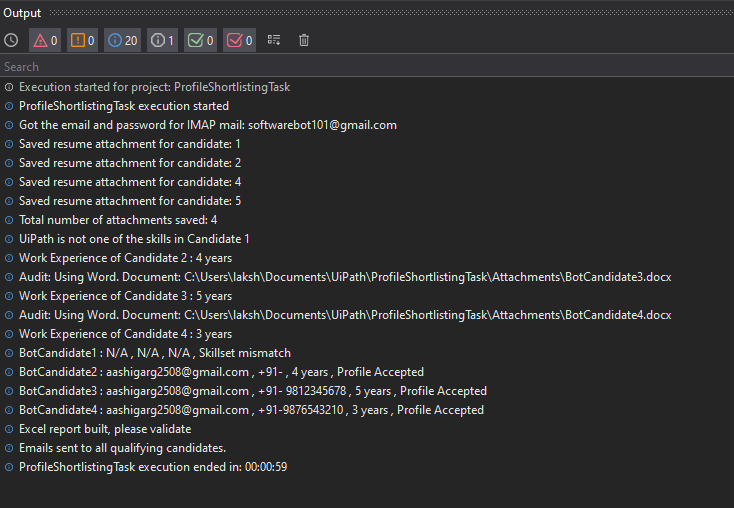 Output
0 0 20 1 0 0
Search
Execution started for project: ProfileShortlistingTask
ProfileShortlistingTask execution started
Got the email and password for IMAP mail: softwarebot101@gmail.com
Saved resume attachment for candidate: 1
Saved resume attachment for candidate: 2
Saved resume attachment for candidate: 4
Saved resume attachment for candidate: 5
Total number of attachments saved: 4
UiPath is not one of the skills in Candidate 1
Work Experience of Candidate 2 : 4 years
Audit: Using Word. Document: C:\Users\laksh\Documents\UiPath\ProfileShortlistingTask\Attachments\BotCandidate3.docx
Work Experience of Candidate 3 : 5 years
Audit: Using Word. Document: C:\Users\laksh\Documents\UiPath\ProfileShortlistingTask\Attachments\BotCandidate4.docx
Work Experience of Candidate 4 : 3 years
BotCandidate1 : N/A , N/A , N/A , Skillset mismatch
BotCandidate2 : aashigarg2508@gmail.com , +91- , 4 years , Profile Accepted
BotCandidate3 : aashigarg2508@gmail.com , +91- 9812345678 , 5 years , Profile Accepted
BotCandidate4 : aashigarg2508@gmail.com , +91-9876543210 , 3 years , Profile Accepted
Excel report built, please validate
Emails sent to all qualifying candidates.
ProfileShortlistingTask execution ended in: 00:00:59